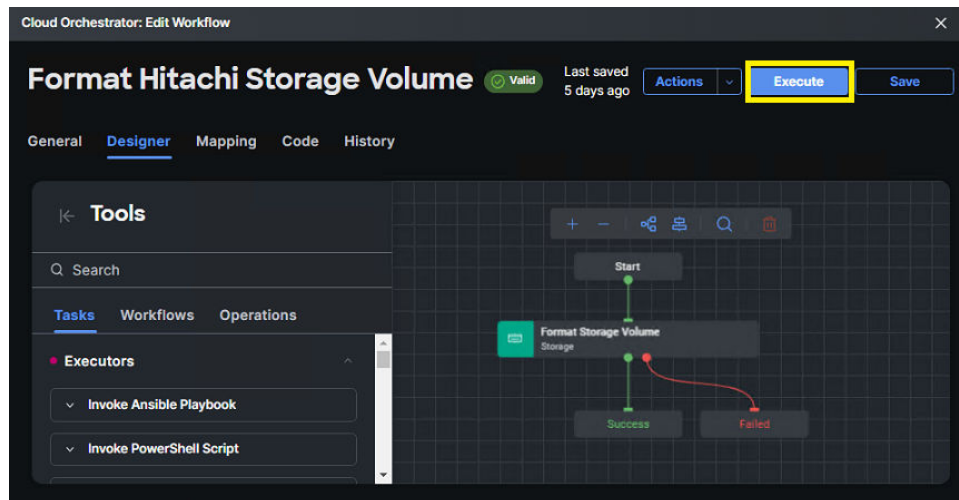 Cloud Orchestrator: Edit Workflow
Format Hitachi Storage Volume
Valid
Last saved
5 days ago
Actions
Execute
Save
General Designer Mapping Code History
Tools
Search
Tasks Workflows Operations
Executors
Invoke Ansible Playbook
Invoke PowerShell Script
Start
Format Storage Volume
Storage
Success
Failed